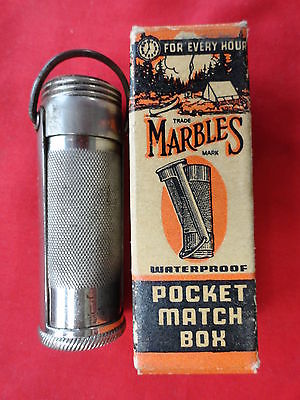 FOR EVERY HOUR
TRADE
MARBLES
MARK
WATERPROOF
POCKET
MATCH
BOX